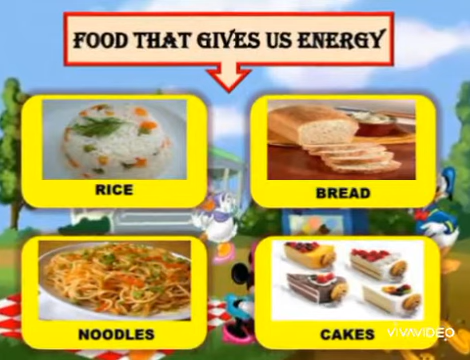 FOOD THAT GIVES US ENERGY
RICE
BREAD
NOODLES
CAKES
VIVAVIDEO